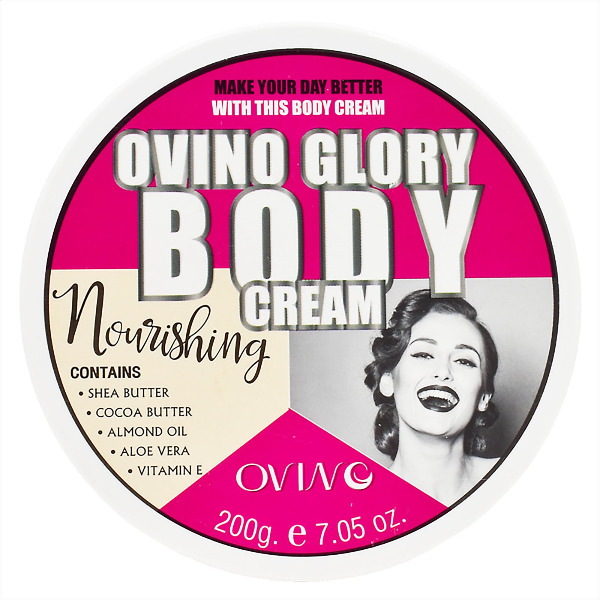 MAKE YOUR DAY BETTER
WITH THIS BODY CREAM
OVINO GLORY
BODY
CREAM
Nourishing
CONTAINS
• SHEA BUTTER
• COCOA BUTTER
• ALMOND OIL
• ALOE VERA
• VITAMIN E
OVINO
200g. e 7.05 oz.